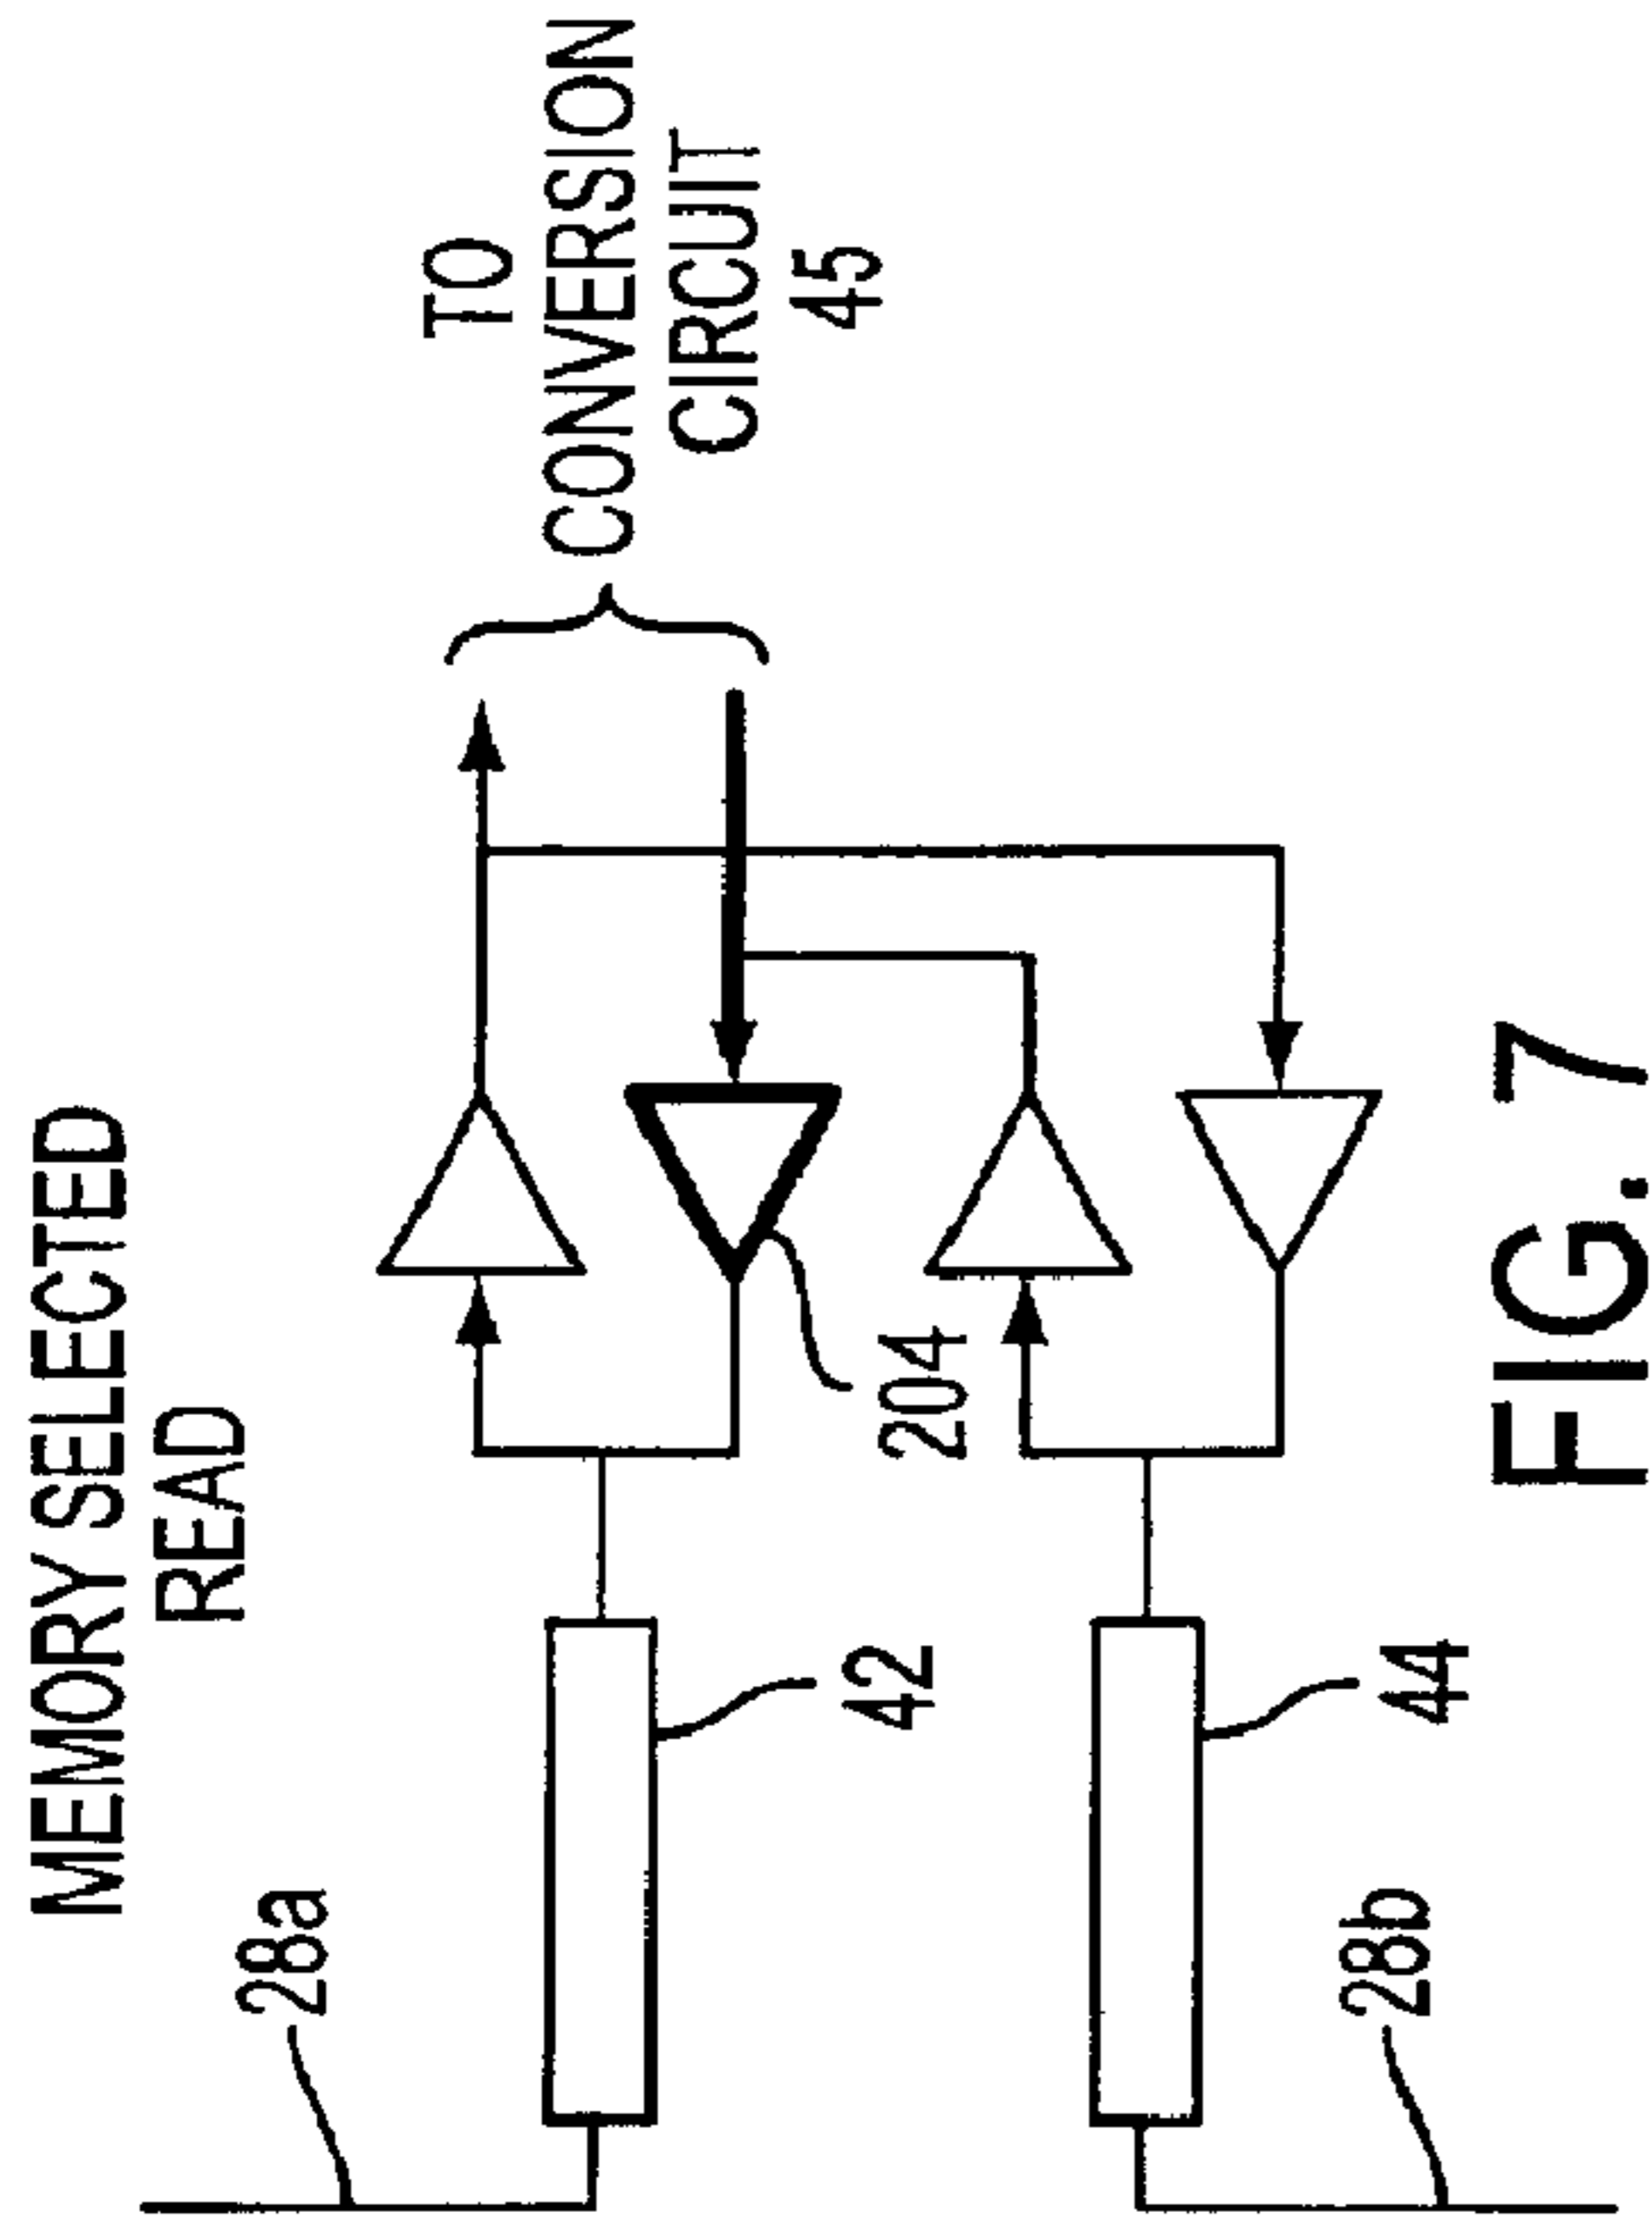 MEMORY SELECTED
READ
28a
TO
CONVERSION
CIRCUIT
45
42
204
28b
44
FIG. 7